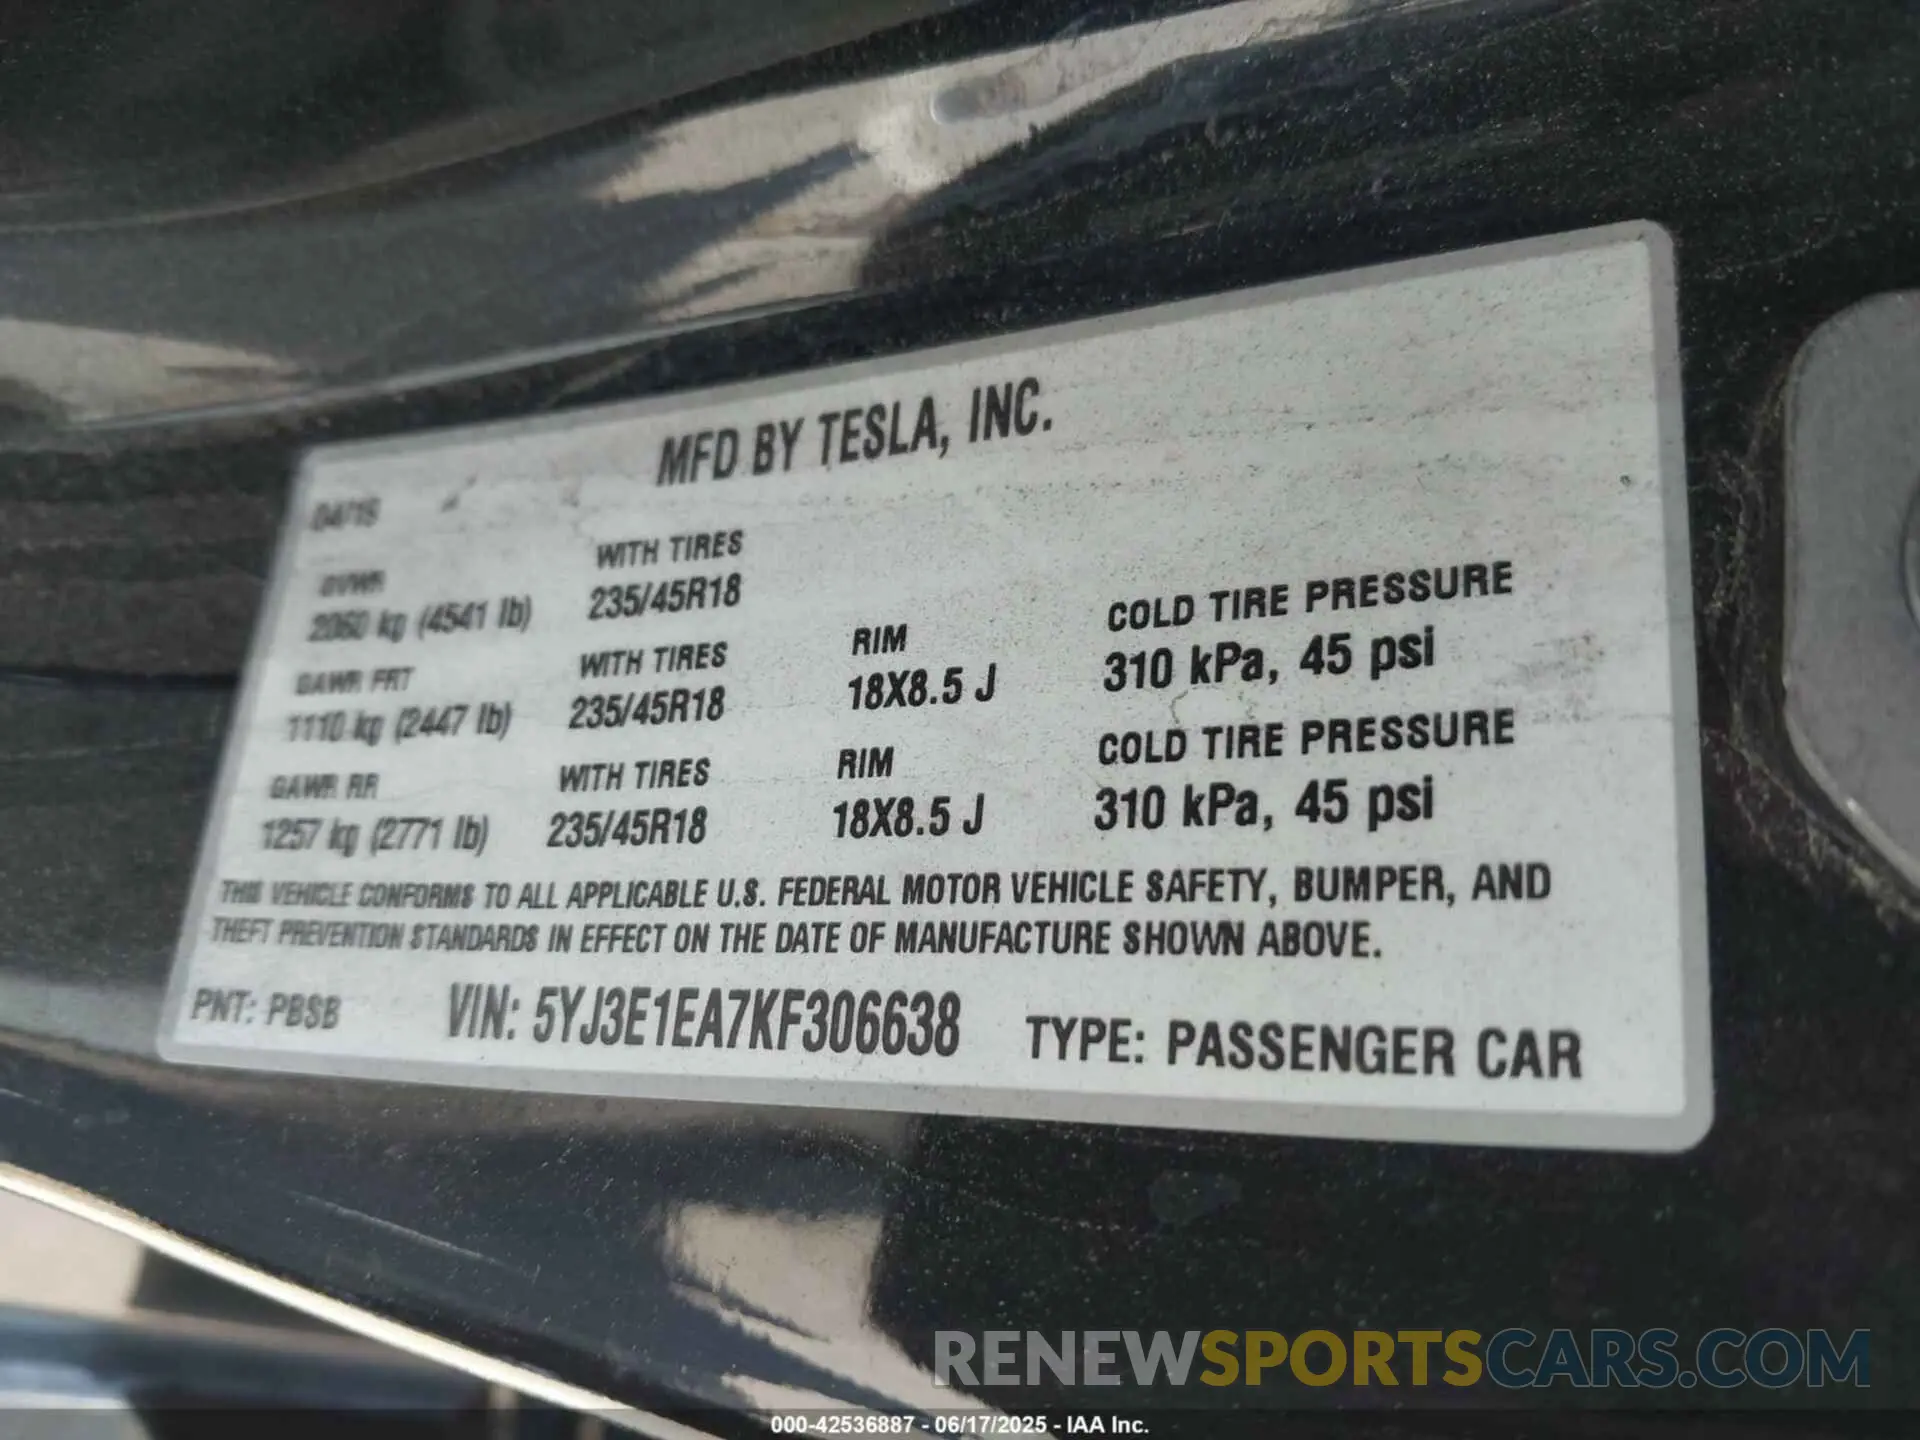 MFD BY TESLA, INC.
GVWR
2060 kg (4541 lb)
WITH TIRES
235/45R18
GAWR FRT
1110 kg (2447 lb)
WITH TIRES
235/45R18
RIM
18X8.5 J
COLD TIRE PRESSURE
310 kPa, 45 psi
GAWR RR
1257 kg (2771 lb)
WITH TIRES
235/45R18
RIM
18X8.5 J
COLD TIRE PRESSURE
310 kPa, 45 psi
THIS VEHICLE CONFORMS TO ALL APPLICABLE U.S. FEDERAL MOTOR VEHICLE SAFETY, BUMPER, AND
THEFT PREVENTION STANDARDS IN EFFECT ON THE DATE OF MANUFACTURE SHOWN ABOVE.
PNT: PBSB
VIN: 5YJ3E1EA7KF306638
TYPE: PASSENGER CAR
RENEWSPORTSCARS.COM
000-42536887 - 06/17/2025 - IAA Inc.